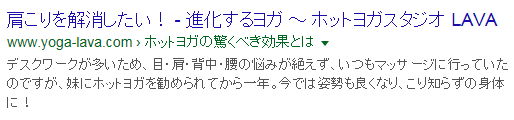 肩こりを解消したい！ - 進化するヨガ ～ ホットヨガスタジオ LAVA
www.yoga-lava.com › ホットヨガの驚くべき効果とは ▼
デスクワークが多いため、目・肩・背中・腰の悩みが絶えず、いつもマッサージに行っていた
のですが、妹にホットヨガを勧められてから一年。今では姿勢も良くなり、こり知らずの身体
に！